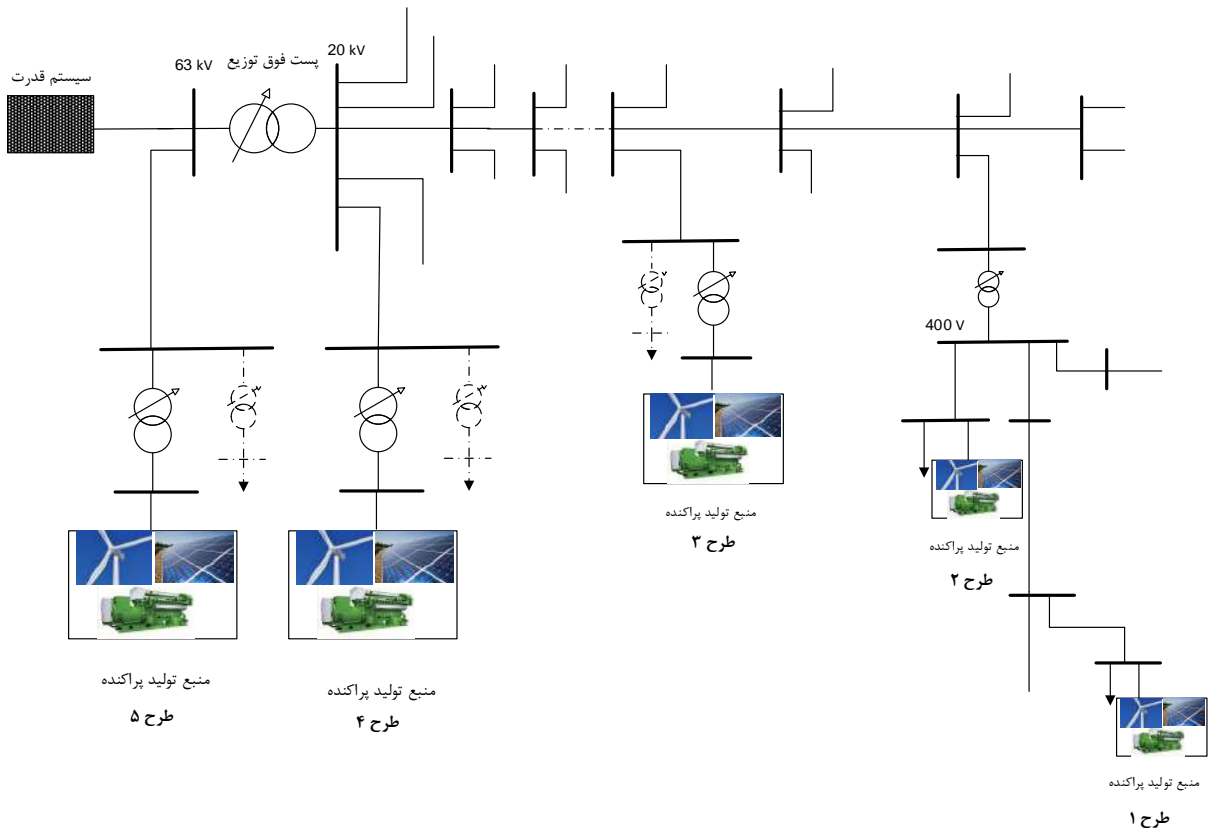 پست فوق توزیع
20 kV
63 kV
سیستم قدرت
400 V
منبع تولید پراکنده
طرح ۳
منبع تولید پراکنده
طرح ۲
منبع تولید پراکنده
طرح ۵
منبع تولید پراکنده
طرح ۴
منبع تولید پراکنده
طرح ۱